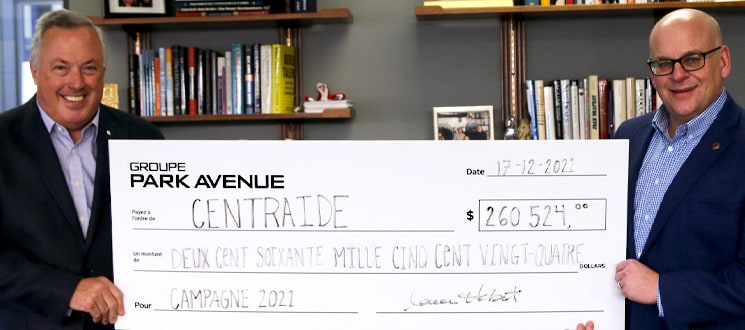 GROUPE
PARK AVENUE
Date 17-12-2021
Payez à
l'ordre de CENTRAIDE $ 260 524,00
Un montant
de DEUX CENT SOIXANTE MILLE CINQ CENT VINGT-QUATRE DOLLARS
Pour CAMPAGNE 2021